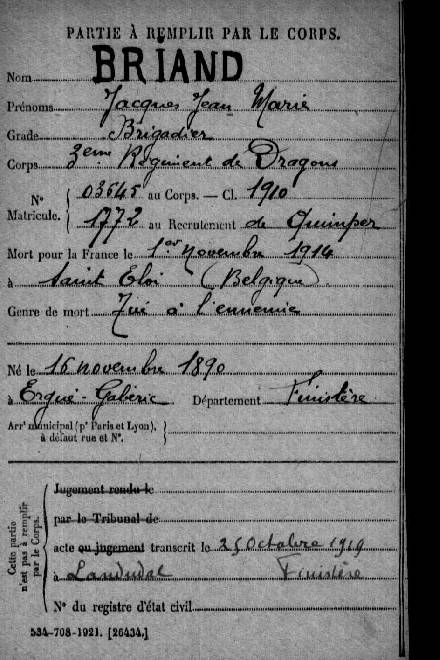 PARTIE À REMPLIR PAR LE CORPS.
Nom BRIAND
Prénoms Jacques Jean Marie
Grade Brigadier
Corps 3eme Régiment de Dragons
N° Matricule. { 03645 au Corps. — Cl. 1910
1772 au Recrutement de Quimper
Mort pour la France le 1er Novembre 1914
à Saint Eloi (Belgique)
Genre de mort Tué à l'ennemie
Né le 16 novembre 1890
à Ergué-Gabéric Département Finistère
Arrt municipal (pr Paris et Lyon), à défaut rue et N°. }
Cette partie n'est pas à remplir par le Corps.
Jugement rendu le
par le Tribunal de
acte ou jugement transcrit le 25 Octobre 1919
à Landudal Finistère
N° du registre d'état civil
534-708-1921. [26434.]